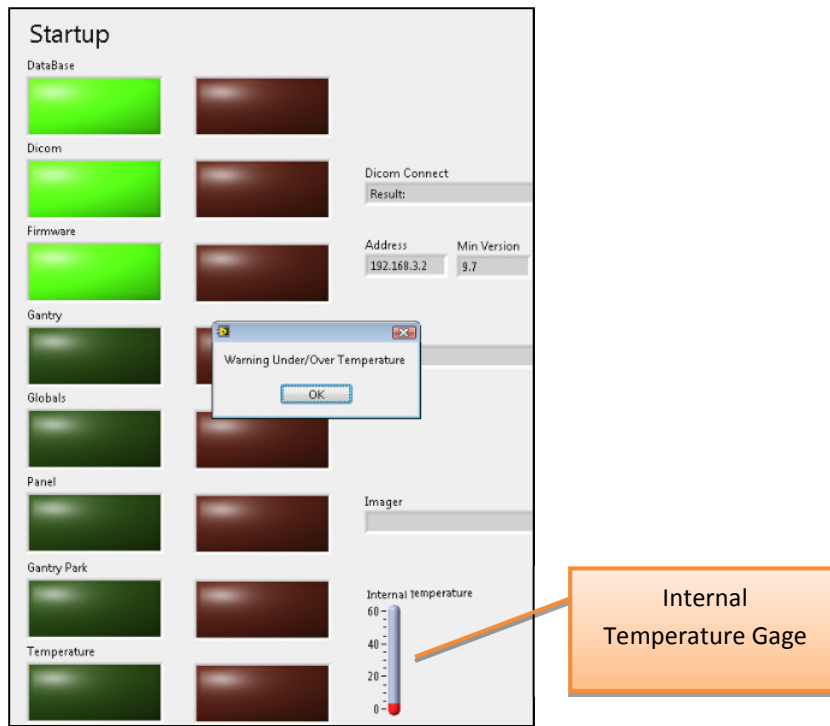 Startup
DataBase
Dicom
Dicom Connect
Result:
Firmware
Address Min Version
192.168.3.2 9.7
Gantry
Warning Under/Over Temperature
OK
Globals
Panel
Imager
Gantry Park
Internal Temperature
60
40
20
0
Temperature
Internal
Temperature Gage